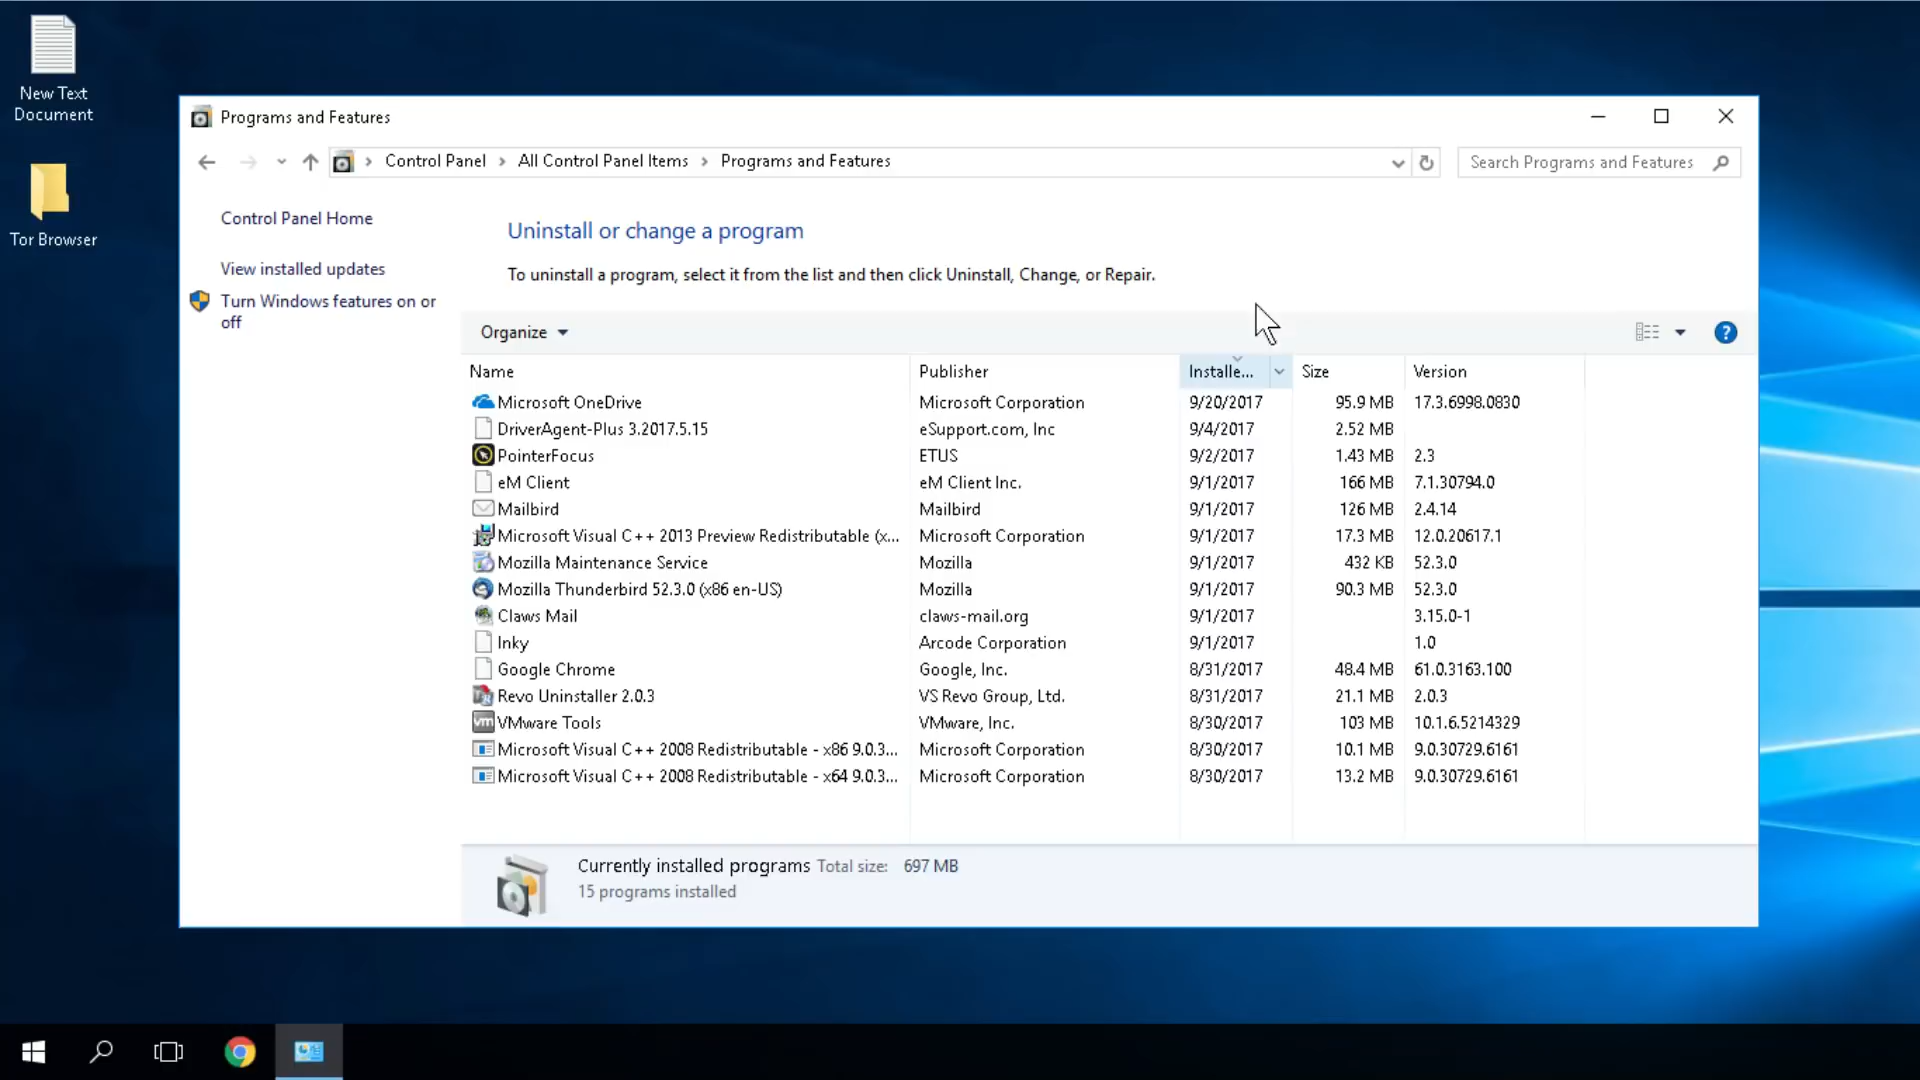 New Text
Document
Tor Browser
Programs and Features
Control Panel All Control Panel Items Programs and Features
Search Programs and Features
Control Panel Home
View installed updates
Turn Windows features on or
off
Uninstall or change a program
To uninstall a program, select it from the list and then click Uninstall, Change, or Repair.
Organize
Name Publisher Installe... Size Version
Microsoft OneDrive Microsoft Corporation 9/20/2017 95.9 MB 17.3.6998.0830
DriverAgent-Plus 3.2017.5.15 eSupport.com, Inc 9/4/2017 2.52 MB
PointerFocus ETUS 9/2/2017 1.43 MB 2.3
eM Client eM Client Inc. 9/1/2017 166 MB 7.1.30794.0
Mailbird Mailbird 9/1/2017 126 MB 2.4.14
Microsoft Visual C++ 2013 Preview Redistributable (x... Microsoft Corporation 9/1/2017 17.3 MB 12.0.20617.1
Mozilla Maintenance Service Mozilla 9/1/2017 432 KB 52.3.0
Mozilla Thunderbird 52.3.0 (x86 en-US) Mozilla 9/1/2017 90.3 MB 52.3.0
Claws Mail claws-mail.org 9/1/2017 3.15.0-1
Inky Arcode Corporation 9/1/2017 1.0
Google Chrome Google, Inc. 8/31/2017 48.4 MB 61.0.3163.100
Revo Uninstaller 2.0.3 VS Revo Group, Ltd. 8/31/2017 21.1 MB 2.0.3
vm VMware Tools VMware, Inc. 8/30/2017 103 MB 10.1.6.5214329
Microsoft Visual C++ 2008 Redistributable - x86 9.0.3... Microsoft Corporation 8/30/2017 10.1 MB 9.0.30729.6161
Microsoft Visual C++ 2008 Redistributable - x64 9.0.3... Microsoft Corporation 8/30/2017 13.2 MB 9.0.30729.6161
Currently installed programs Total size: 697 MB
15 programs installed